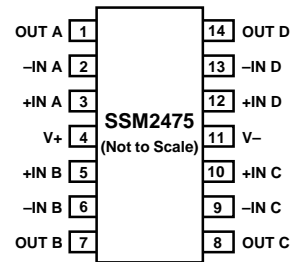 OUT A 1 14 OUT D
–IN A 2 13 –IN D
+IN A 3 12 +IN D
SSM2475
V+ 4 11 V–
(Not to Scale)
+IN B 5 10 +IN C
–IN B 6 9 –IN C
OUT B 7 8 OUT C